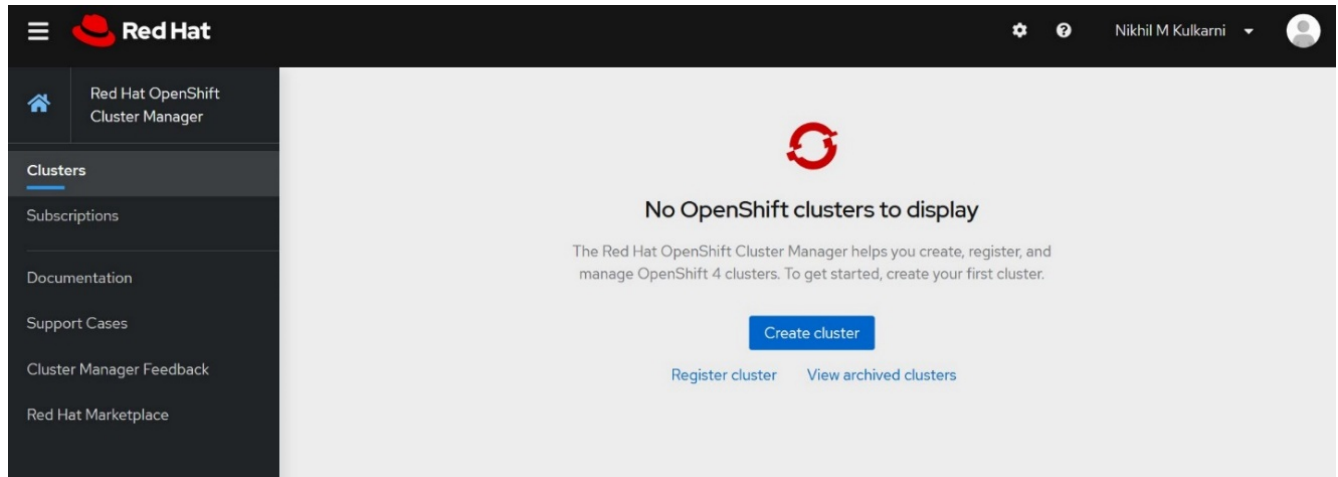 Red Hat
Nikhil M Kulkarni
Red Hat OpenShift
Cluster Manager
Clusters
Subscriptions
Documentation
Support Cases
Cluster Manager Feedback
Red Hat Marketplace
No OpenShift clusters to display
The Red Hat OpenShift Cluster Manager helps you create, register, and
manage OpenShift 4 clusters. To get started, create your first cluster.
Create cluster
Register cluster View archived clusters